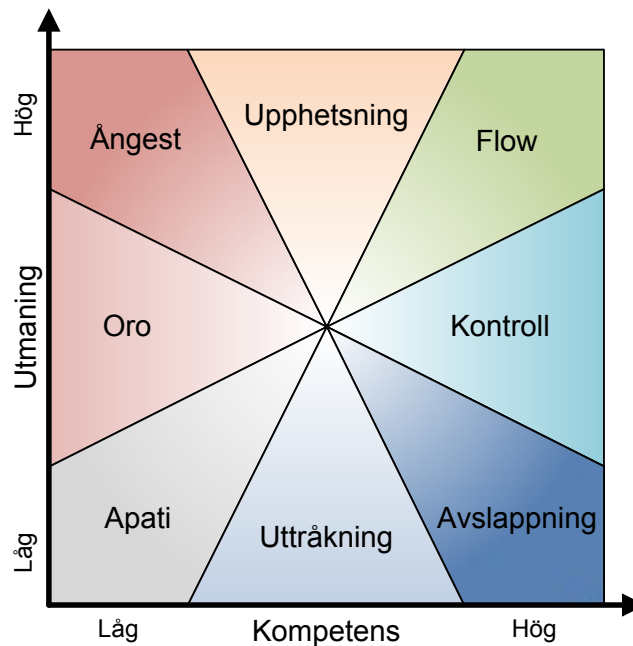 Hög
Ångest
Upphetsning
Flow
Utmaning
Oro
Kontroll
Låg
Apati
Uttråkning
Avslappning
Låg
Kompetens
Hög